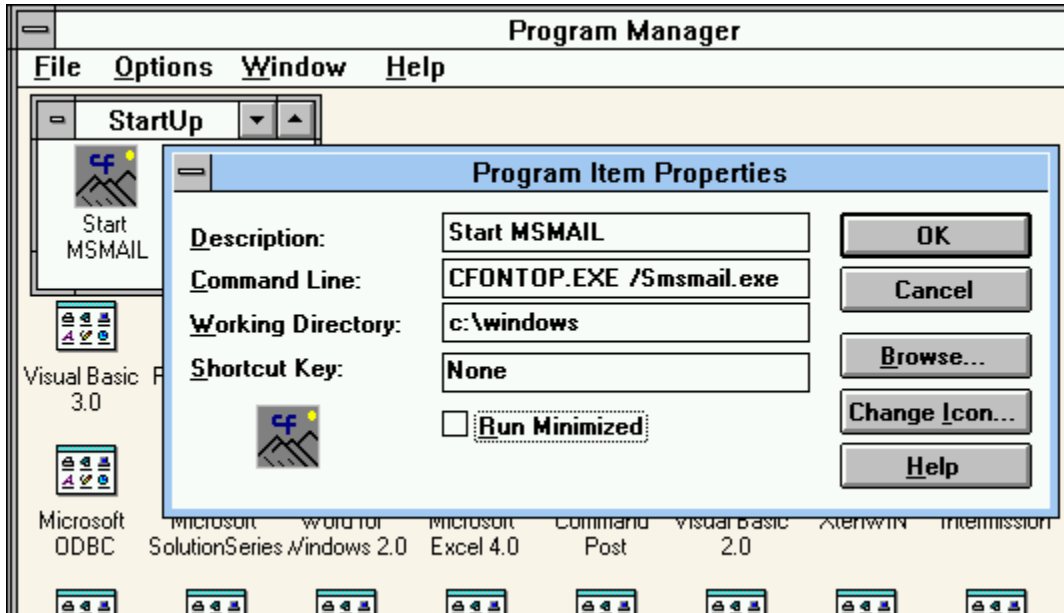 Program Manager
File Options Window Help
StartUp
cf
Start
MSMAIL
Program Item Properties
Description: Start MSMAIL
Command Line: CFONTOP.EXE /Smsmail.exe
Working Directory: c:\windows
Shortcut Key: None
cf
Run Minimized
OK
Cancel
Browse...
Change Icon...
Help
Visual Basic
3.0
Microsoft Microsoft Word for Microsoft Command Visual Basic XtenWIN Intermission
ODBC SolutionSeries Windows 2.0 Excel 4.0 Post 2.0